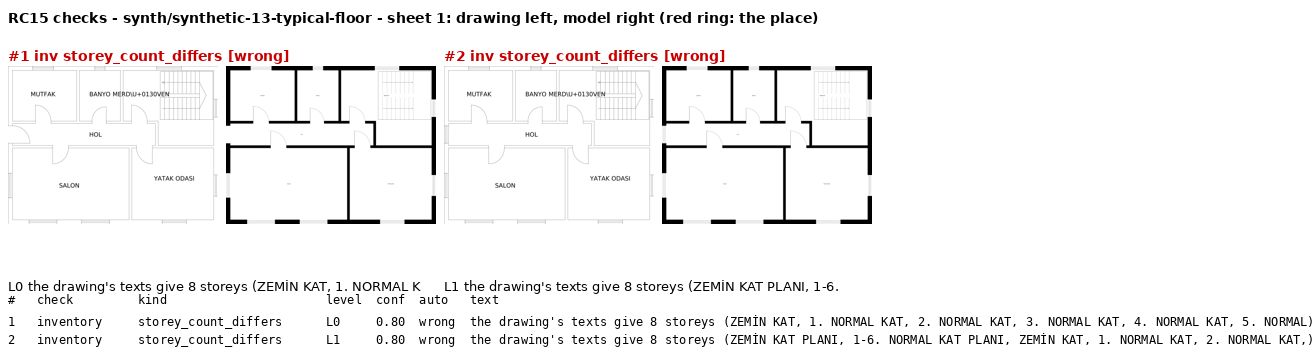 RC15 checks - synth/synthetic-13-typical-floor - sheet 1: drawing left, model right (red ring: the place)
#1 inv storey_count_differs [wrong]
#2 inv storey_count_differs [wrong]
MUTFAK
BANYO MERD\U+0130VEN
HOL
SALON
YATAK ODASI
MUTFAK
BANYO MERD\U+0130VEN
HOL
SALON
YATAK ODASI
L0 the drawing's texts give 8 storeys (ZEMİN KAT, 1. NORMAL K
L1 the drawing's texts give 8 storeys (ZEMİN KAT PLANI, 1-6.
# check kind level conf auto text
1 inventory storey_count_differs L0 0.80 wrong the drawing's texts give 8 storeys (ZEMİN KAT, 1. NORMAL KAT, 2. NORMAL KAT, 3. NORMAL KAT, 4. NORMAL KAT, 5. NORMAL)
2 inventory storey_count_differs L1 0.80 wrong the drawing's texts give 8 storeys (ZEMİN KAT PLANI, 1-6. NORMAL KAT PLANI, ZEMİN KAT, 1. NORMAL KAT, 2. NORMAL KAT,)